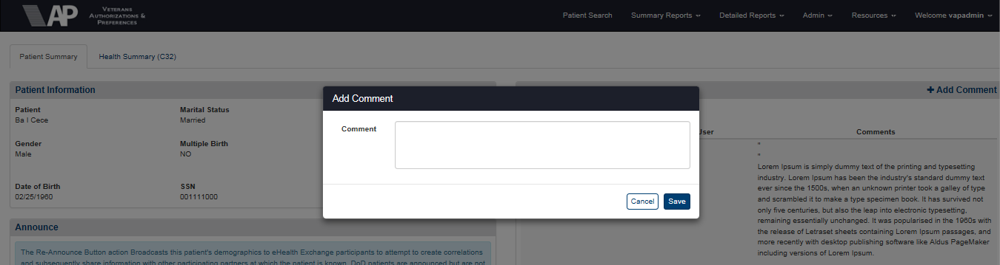 VAP
Veterans
Authorizations &
Preferences
Patient Search
Summary Reports
Detailed Reports
Admin
Resources
Welcome vapadmin
Patient Summary
Health Summary (C32)
Patient Information
Patient
Ba I Cece
Marital Status
Married
Gender
Male
Multiple Birth
NO
Date of Birth
02/25/1960
SSN
001111000
Announce
The Re-Announce Button action Broadcasts this patient's demographics to eHealth Exchange participants to attempt to create correlations
and subsequently share information with other participating partners at which the patient is known. DoD patients are announced but are not
Add Comment
Comment
Cancel
Save
+ Add Comment
User
Comments
"
"
Lorem Ipsum is simply dummy text of the printing and typesetting
industry. Lorem Ipsum has been the industry's standard dummy text
ever since the 1500s, when an unknown printer took a galley of type
and scrambled it to make a type specimen book. It has survived not
only five centuries, but also the leap into electronic typesetting,
remaining essentially unchanged. It was popularised in the 1960s with
the release of Letraset sheets containing Lorem Ipsum passages, and
more recently with desktop publishing software like Aldus PageMaker
including versions of Lorem Ipsum.